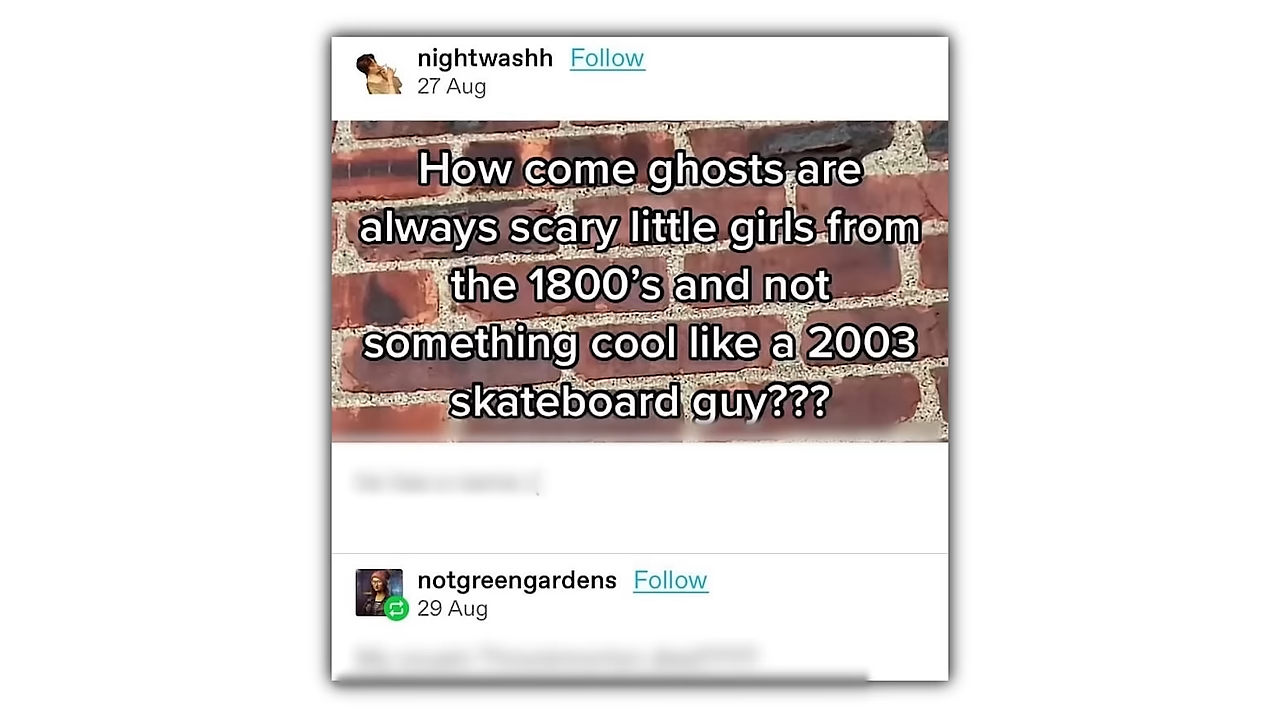 nightwashh Follow
27 Aug
How come ghosts are
always scary little girls from
the 1800's and not
something cool like a 2003
skateboard guy???
notgreengardens Follow
29 Aug